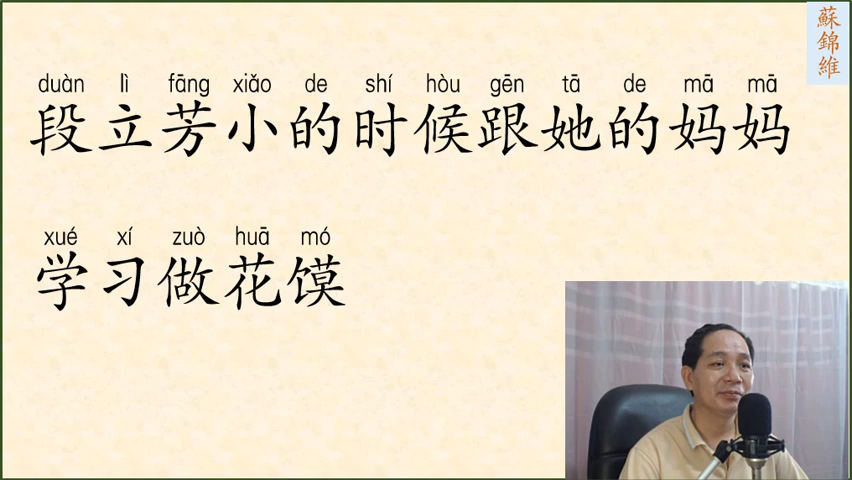 duàn lì fāng xiǎo de shí hòu gēn tā de mā mā
段立芳小的时候跟她的妈妈
xué xí zuò huā mó
学习做花馍
蘇錦維